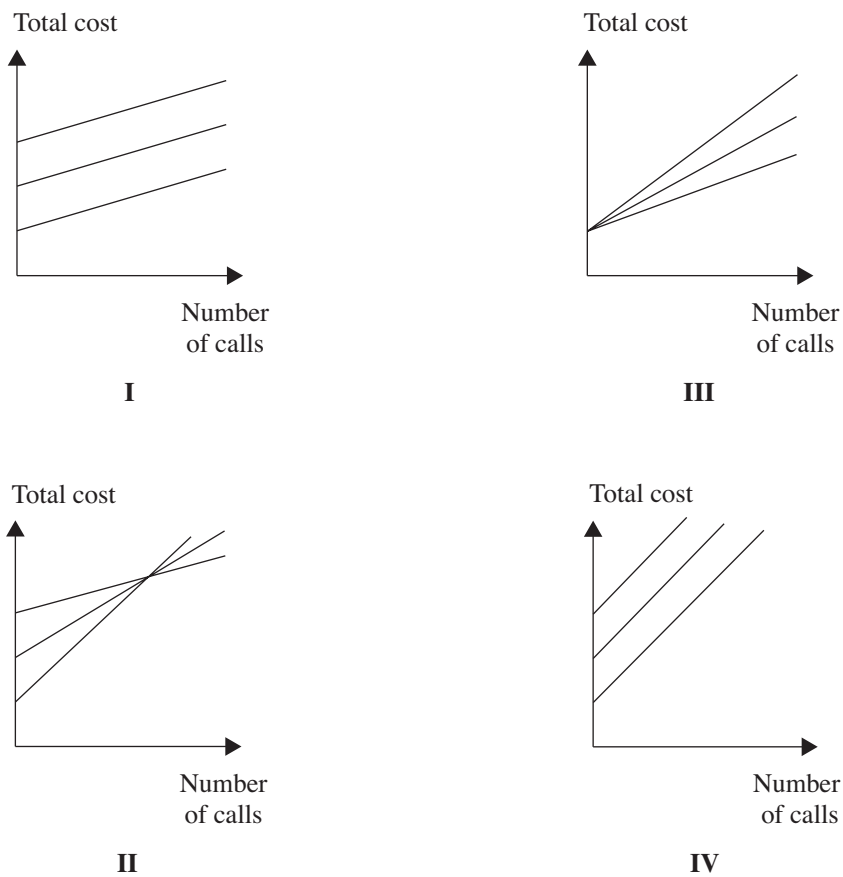 Total cost
Number
of calls
I
Total cost
Number
of calls
III
Total cost
Number
of calls
II
Total cost
Number
of calls
IV